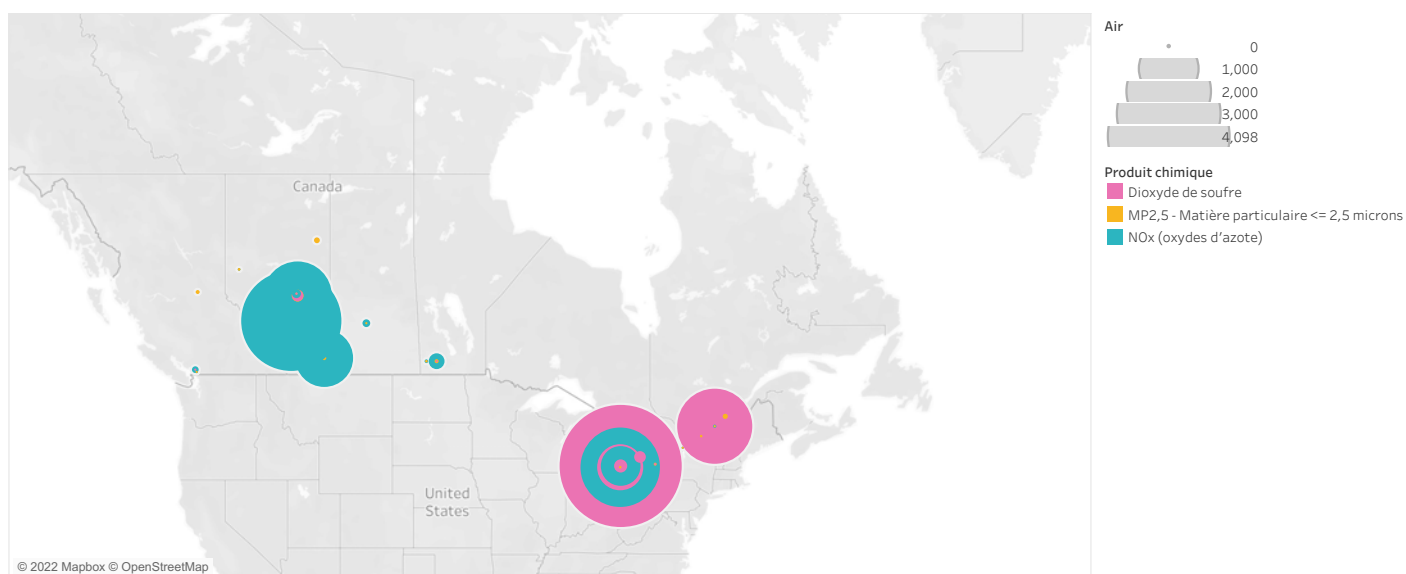 Air
0
1,000
2,000
3,000
4,098
Produit chimique
Dioxyde de soufre
MP2,5 - Matière particulaire <= 2,5 microns
NOx (oxydes d'azote)
Canada
United
States
© 2022 Mapbox © OpenStreetMap